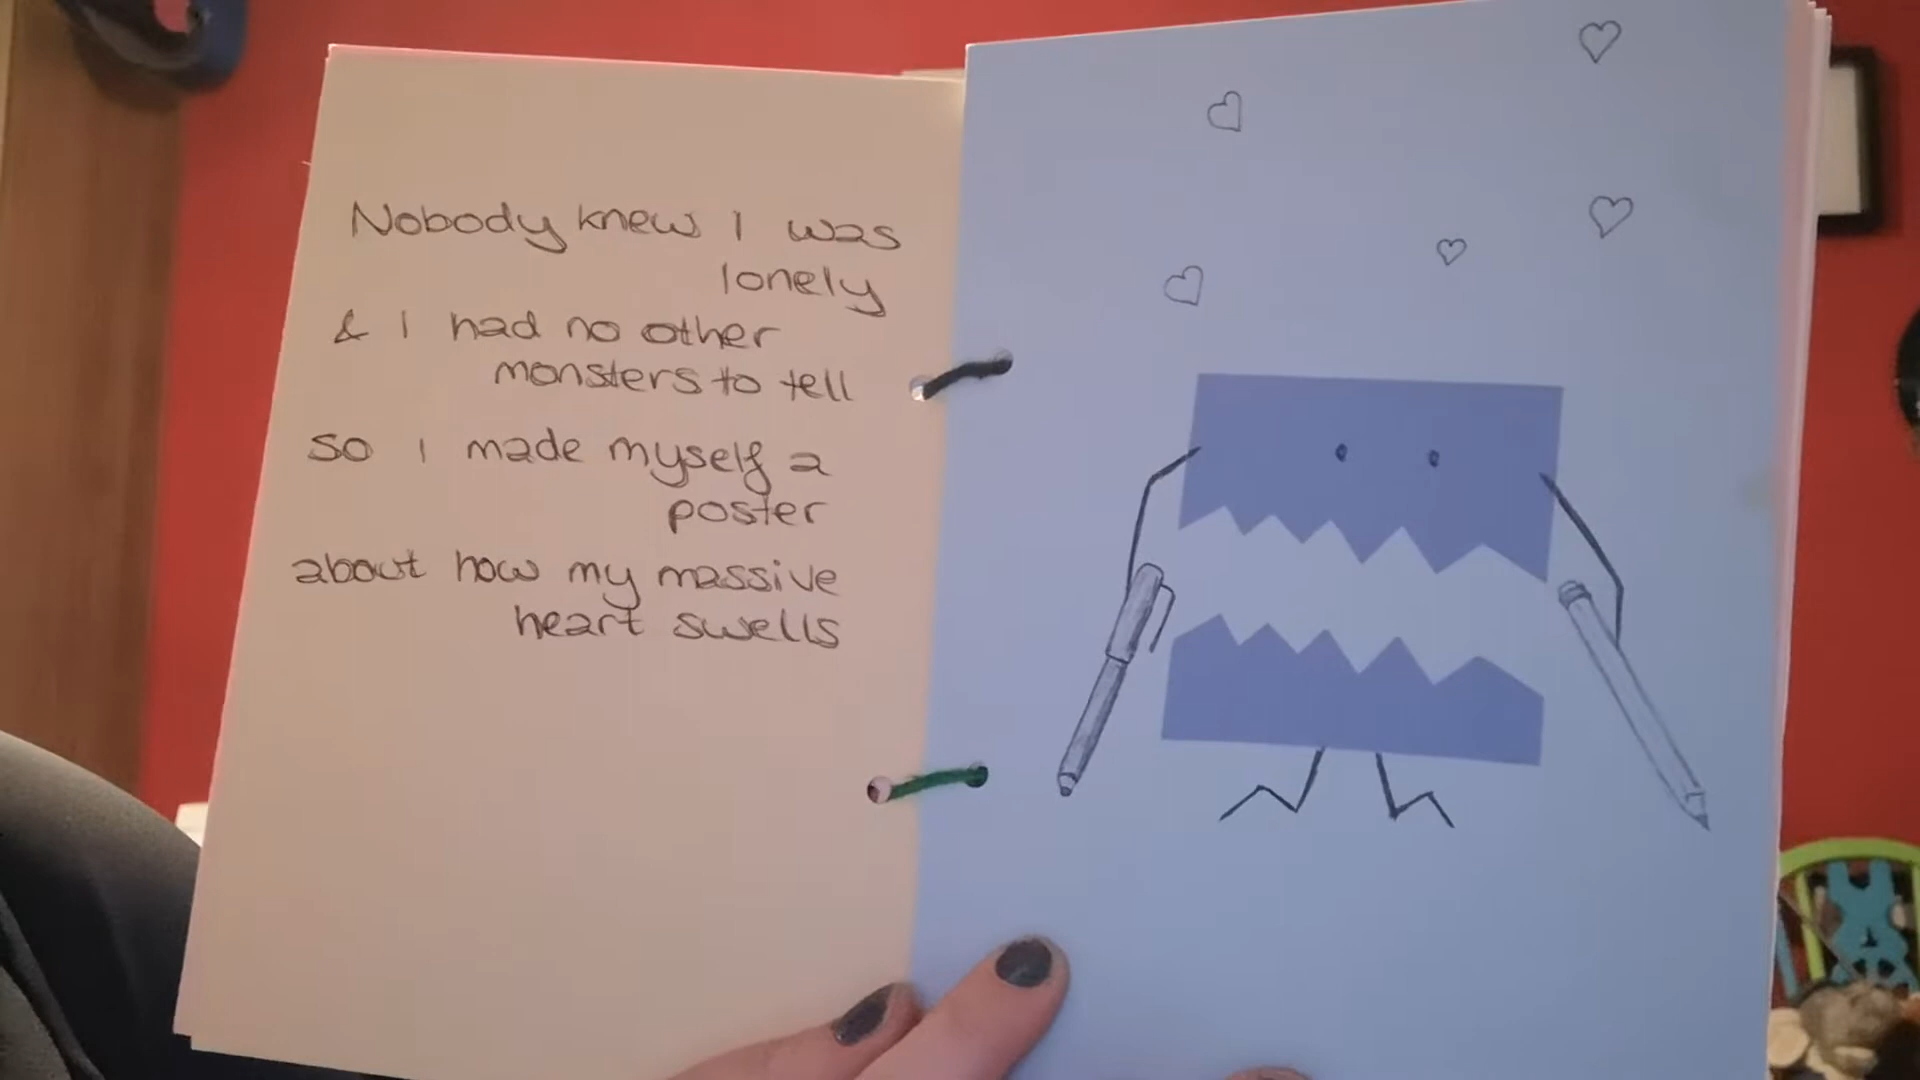 Nobody knew I was
lonely
& I had no other
monsters to tell
so I made myself a
poster
about how my massive
heart swells